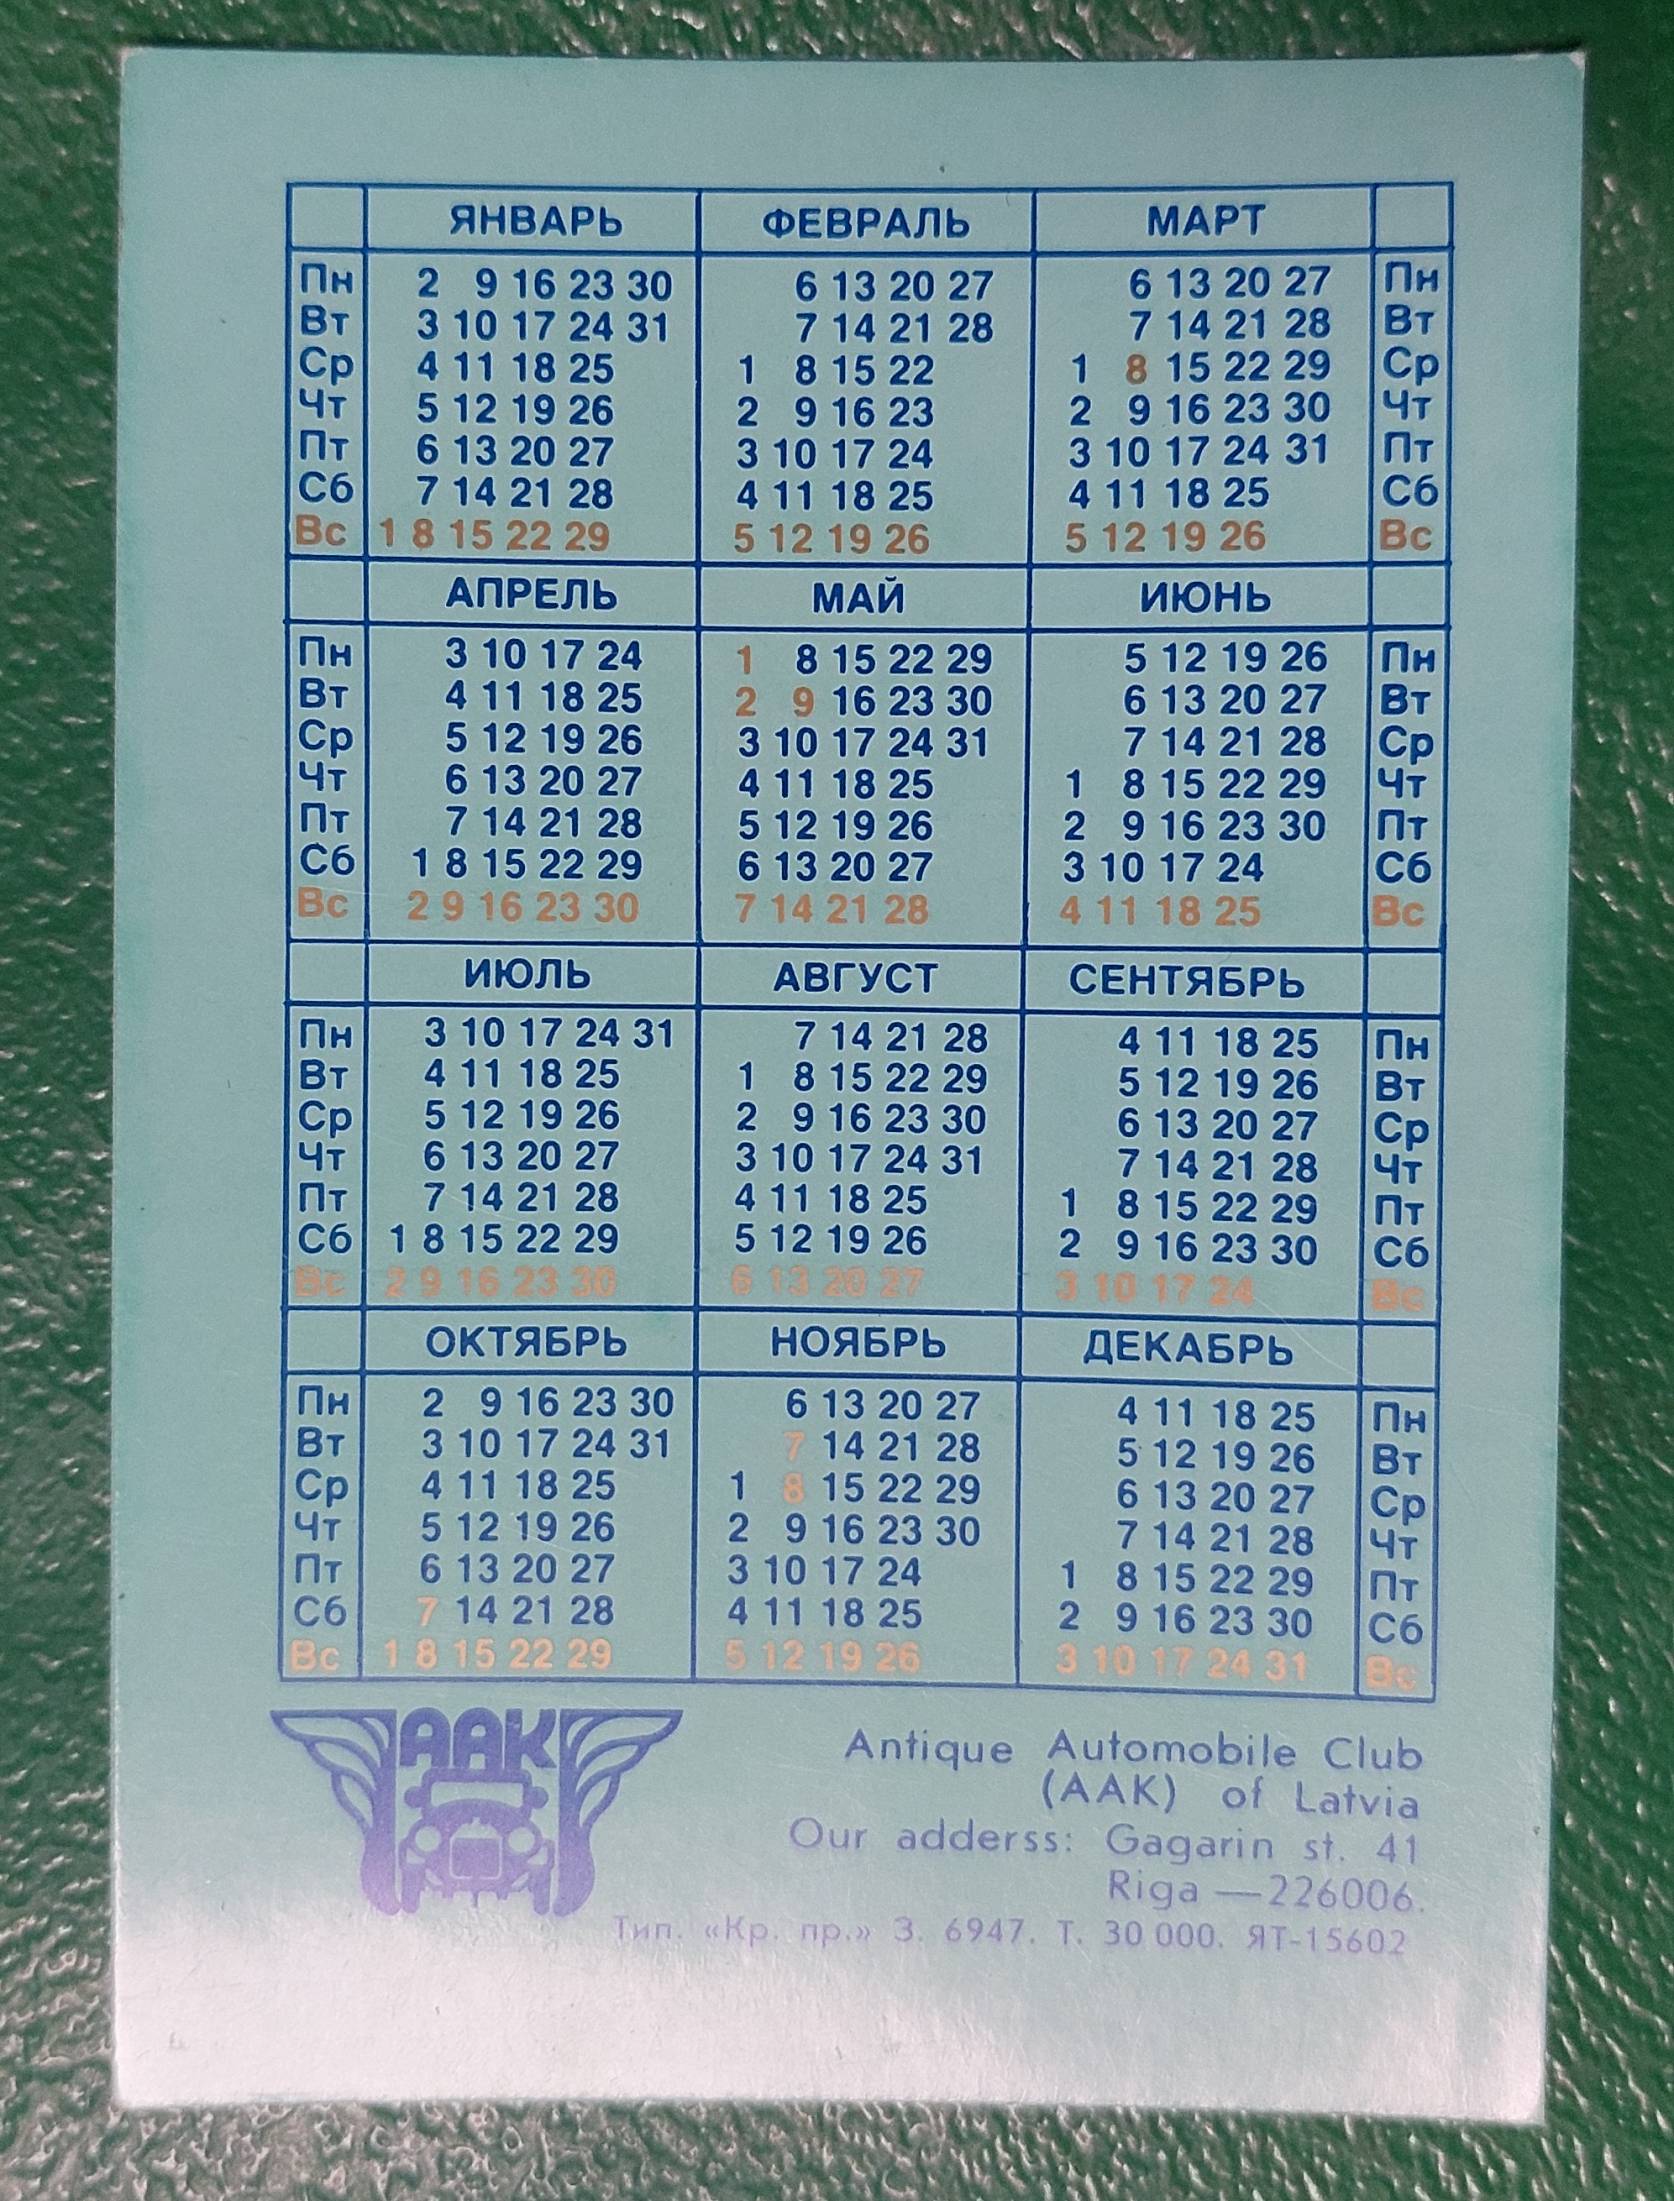 ЯНВАРЬ ФЕВРАЛЬ МАРТ
Пн 2 9 16 23 30 6 13 20 27 6 13 20 27 Пн
Вт 3 10 17 24 31 7 14 21 28 7 14 21 28 Вт
Ср 4 11 18 25 1 8 15 22 1 8 15 22 29 Ср
Чт 5 12 19 26 2 9 16 23 2 9 16 23 30 Чт
Пт 6 13 20 27 3 10 17 24 3 10 17 24 31 Пт
Сб 7 14 21 28 4 11 18 25 4 11 18 25 Сб
Вс 1 8 15 22 29 5 12 19 26 5 12 19 26 Вс
АПРЕЛЬ МАЙ ИЮНЬ
Пн 3 10 17 24 1 8 15 22 29 5 12 19 26 Пн
Вт 4 11 18 25 2 9 16 23 30 6 13 20 27 Вт
Ср 5 12 19 26 3 10 17 24 31 7 14 21 28 Ср
Чт 6 13 20 27 4 11 18 25 1 8 15 22 29 Чт
Пт 7 14 21 28 5 12 19 26 2 9 16 23 30 Пт
Сб 1 8 15 22 29 6 13 20 27 3 10 17 24 Сб
Вс 2 9 16 23 30 7 14 21 28 4 11 18 25 Вс
ИЮЛЬ АВГУСТ СЕНТЯБРЬ
Пн 3 10 17 24 31 7 14 21 28 4 11 18 25 Пн
Вт 4 11 18 25 1 8 15 22 29 5 12 19 26 Вт
Ср 5 12 19 26 2 9 16 23 30 6 13 20 27 Ср
Чт 6 13 20 27 3 10 17 24 31 7 14 21 28 Чт
Пт 7 14 21 28 4 11 18 25 1 8 15 22 29 Пт
Сб 1 8 15 22 29 5 12 19 26 2 9 16 23 30 Сб
Вс 2 9 16 23 30 6 13 20 27 3 10 17 24 Вс
ОКТЯБРЬ НОЯБРЬ ДЕКАБРЬ
Пн 2 9 16 23 30 6 13 20 27 4 11 18 25 Пн
Вт 3 10 17 24 31 7 14 21 28 5 12 19 26 Вт
Ср 4 11 18 25 1 8 15 22 29 6 13 20 27 Ср
Чт 5 12 19 26 2 9 16 23 30 7 14 21 28 Чт
Пт 6 13 20 27 3 10 17 24 1 8 15 22 29 Пт
Сб 7 14 21 28 4 11 18 25 2 9 16 23 30 Сб
Вс 1 8 15 22 29 5 12 19 26 3 10 17 24 31 Вс
AAK
Antique Automobile Club
(AAK) of Latvia
Our adderss: Gagarin st. 41
Riga — 226006.
Тип. «Кр. пр.» З. 6947. Т. 30 000. ЯТ-15602